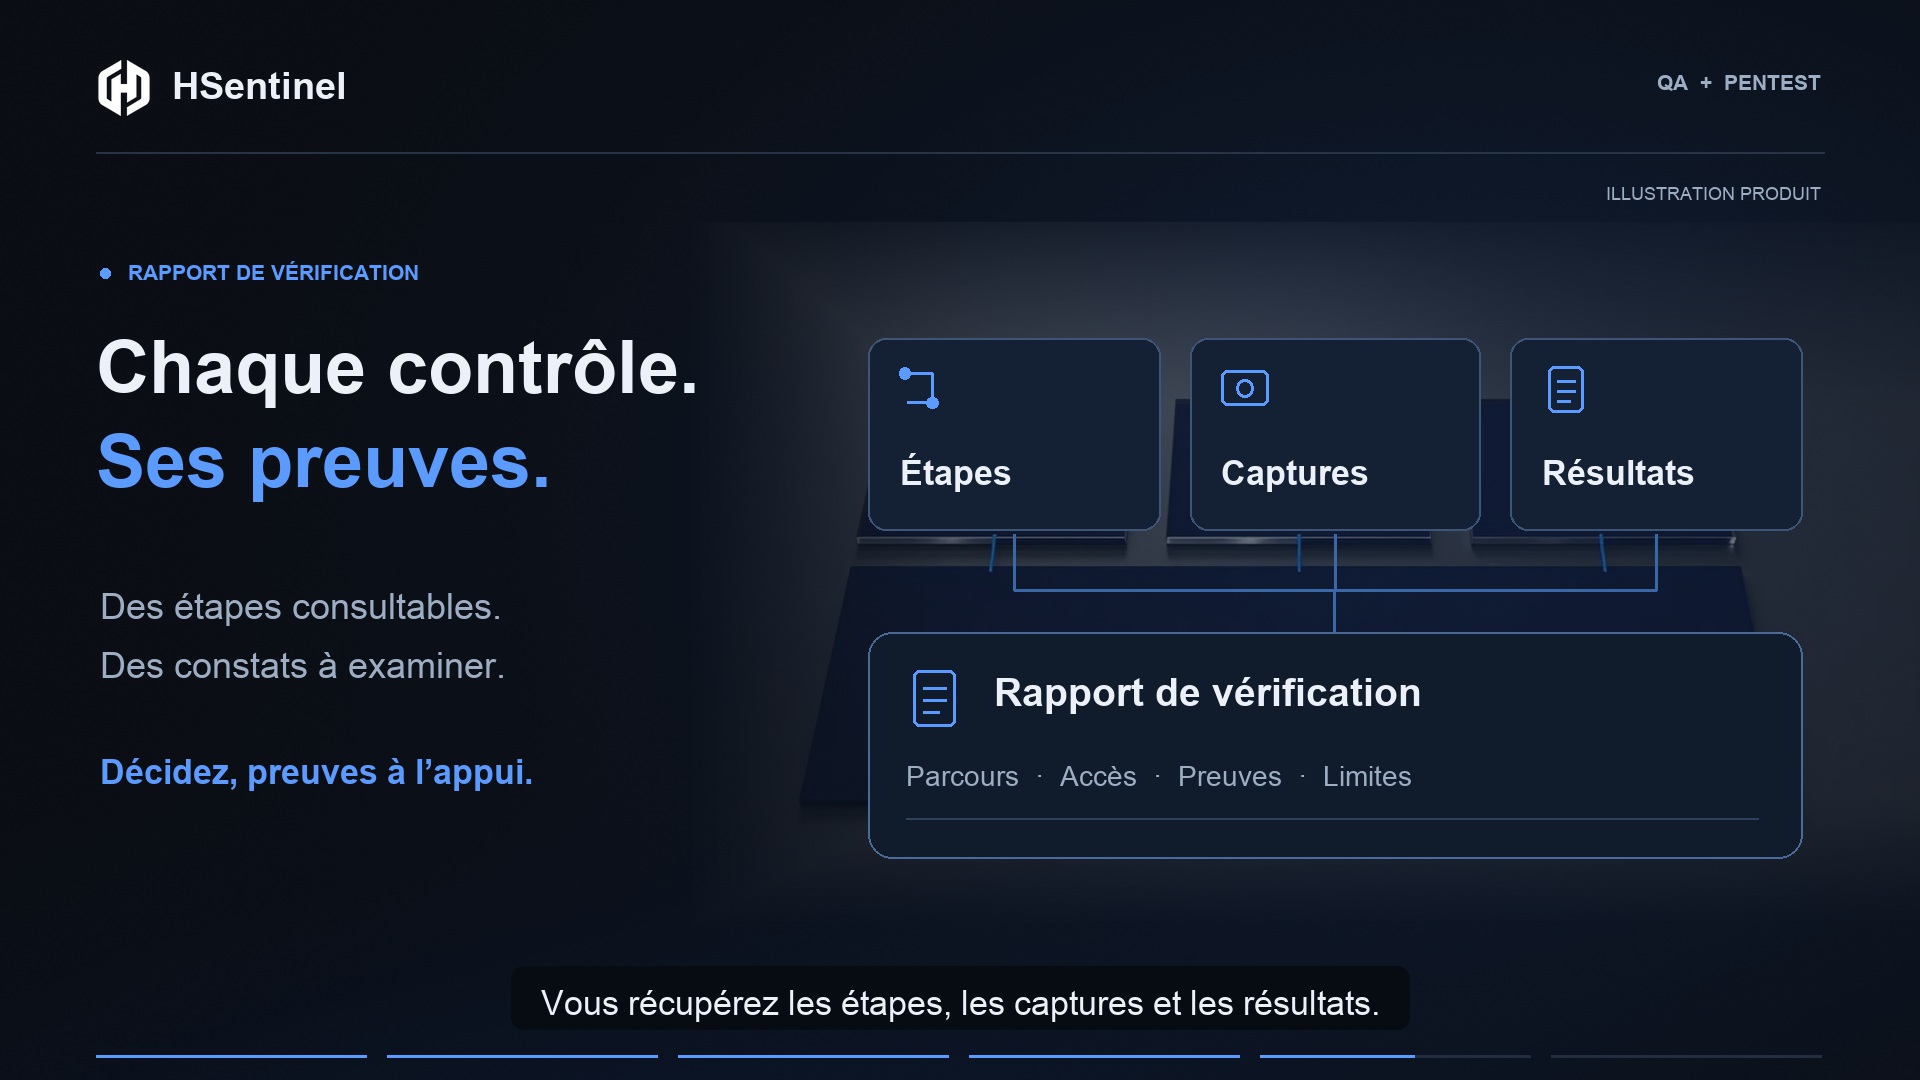 HSentinel
QA + PENTEST
ILLUSTRATION PRODUIT
RAPPORT DE VÉRIFICATION
Chaque contrôle.
Ses preuves.
Des étapes consultables.
Des constats à examiner.
Décidez, preuves à l’appui.
Étapes
Captures
Résultats
Rapport de vérification
Parcours · Accès · Preuves · Limites
Vous récupérez les étapes, les captures et les résultats.